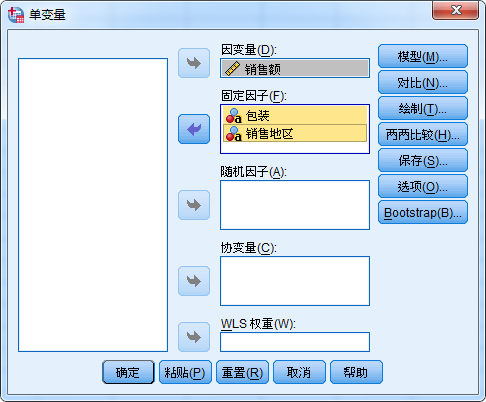 单变量
因变量(D):
销售额
固定因子(F):
包装
销售地区
随机因子(A):
协变量(C):
WLS 权重(W):
模型(M)...
对比(N)...
绘制(T)...
两两比较(H)...
保存(S)...
选项(O)...
Bootstrap(B)...
确定 粘贴(P) 重置(R) 取消 帮助